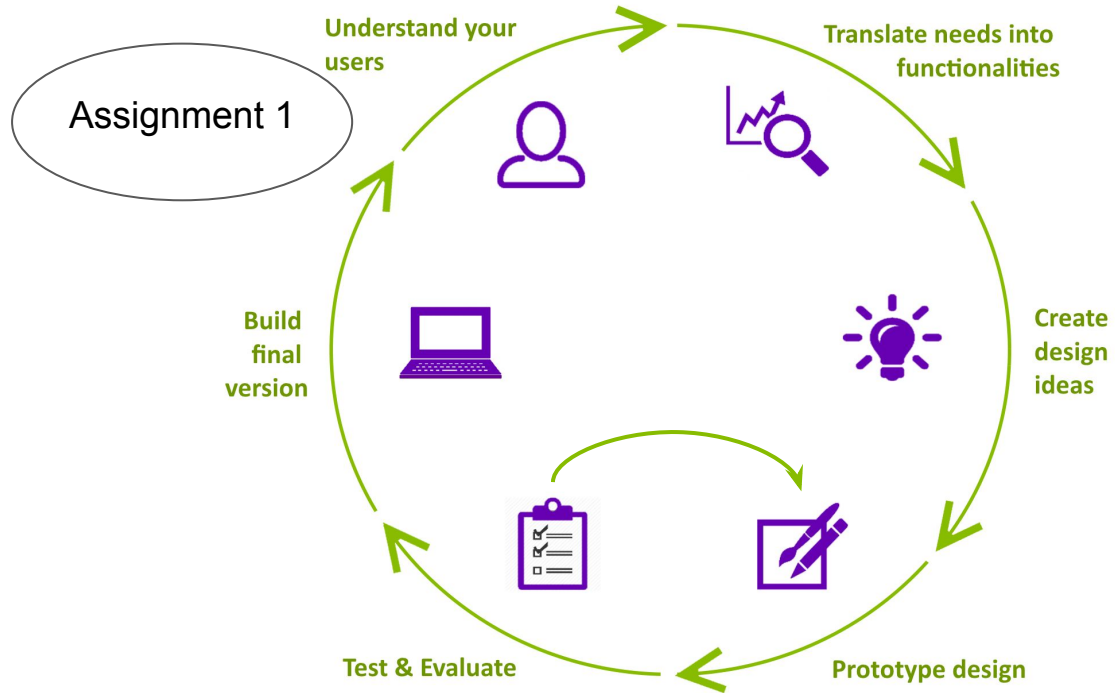 Assignment 1
Understand your
users
Translate needs into
functionalities
Create
design
ideas
Prototype design
Test & Evaluate
Build
final
version